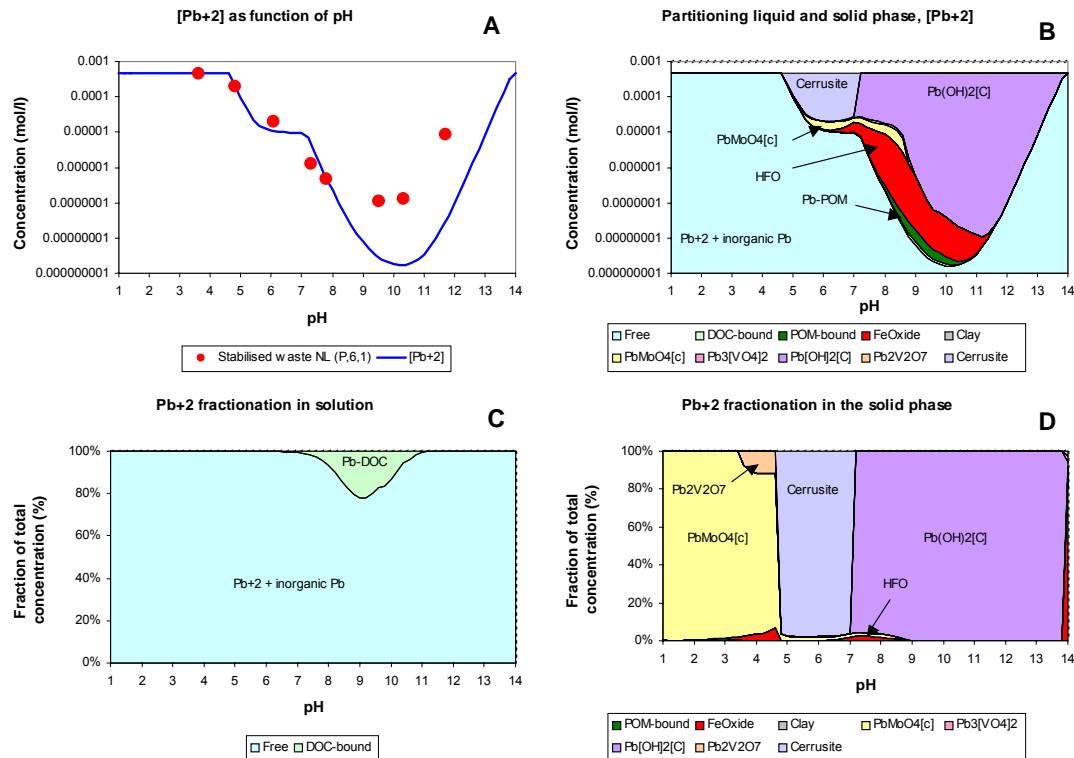 [Pb+2] as function of pH
A
Concentration (mol/l)
0.001
0.0001
0.00001
0.000001
0.0000001
0.00000001
0.000000001
1 2 3 4 5 6 7 8 9 10 11 12 13 14
pH
Stabilised waste NL (P,6,1) [Pb+2]
Partitioning liquid and solid phase, [Pb+2]
B
Concentration (mol/l)
0.001
0.0001
0.00001
0.000001
0.0000001
0.00000001
0.000000001
Cerrusite
Pb(OH)2[C]
PbMoO4[c]
HFO
Pb-POM
Pb+2 + inorganic Pb
1 2 3 4 5 6 7 8 9 10 11 12 13 14
pH
Free DOC-bound POM-bound FeOxide Clay
PbMoO4[c] Pb3[VO4]2 Pb[OH]2[C] Pb2V2O7 Cerrusite
Pb+2 fractionation in solution
C
Fraction of total
concentration (%)
100%
80%
60%
40%
20%
0%
Pb-DOC
Pb+2 + inorganic Pb
1 2 3 4 5 6 7 8 9 10 11 12 13 14
pH
Free DOC-bound
Pb+2 fractionation in the solid phase
D
Fraction of total
concentration (%)
100%
80%
60%
40%
20%
0%
Pb2V2O7
Cerrusite
PbMoO4[c]
Pb(OH)2[C]
HFO
1 2 3 4 5 6 7 8 9 10 11 12 13 14
pH
POM-bound FeOxide Clay PbMoO4[c] Pb3[VO4]2
Pb[OH]2[C] Pb2V2O7 Cerrusite